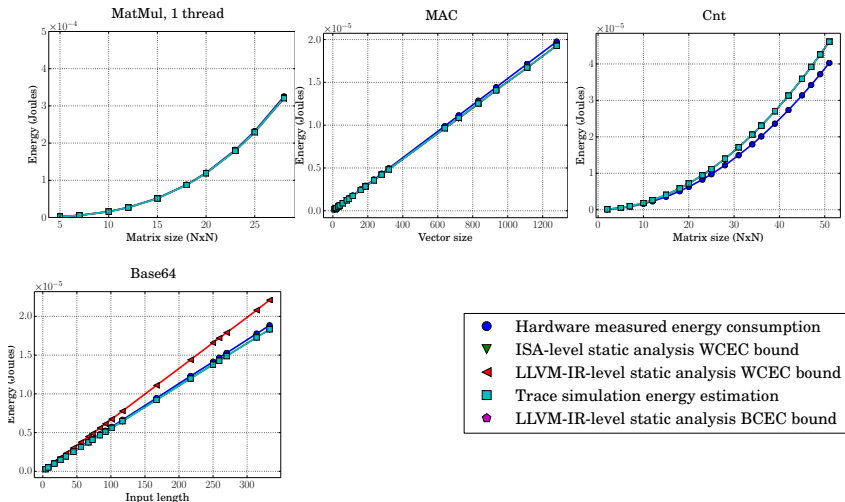 MatMul, 1 thread
×10⁻⁴
5
4
3
2
1
0
Energy (Joules)
5 10 15 20 25
Matrix size (NxN)
MAC
×10⁻⁵
2.0
1.5
1.0
0.5
0.0
Energy (Joules)
0 200 400 600 800 1000 1200
Vector size
Cnt
×10⁻⁵
4
3
2
1
0
Energy (Joules)
0 10 20 30 40 50
Matrix size (NxN)
Base64
×10⁻⁵
2.0
1.5
1.0
0.5
0.0
Energy (Joules)
0 50 100 150 200 250 300
Input length
Hardware measured energy consumption
ISA-level static analysis WCEC bound
LLVM-IR-level static analysis WCEC bound
Trace simulation energy estimation
LLVM-IR-level static analysis BCEC bound